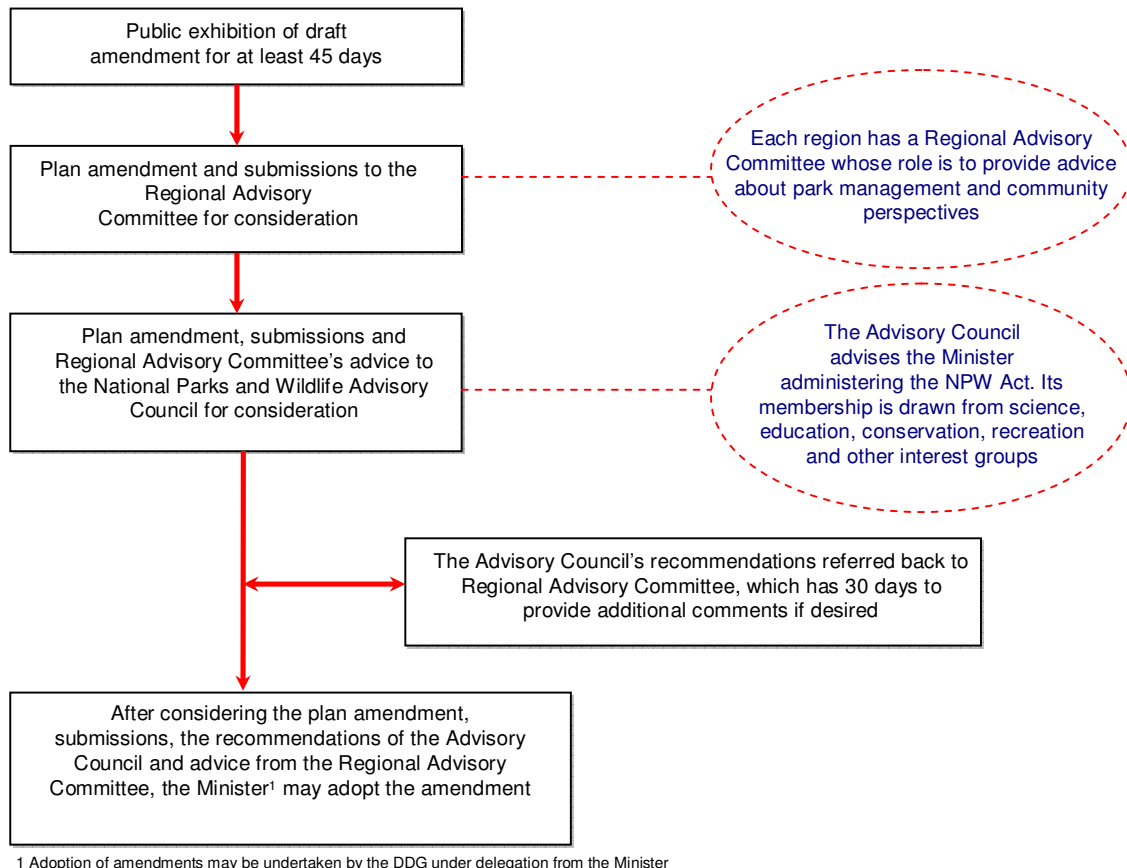 Public exhibition of draft
amendment for at least 45 days
Plan amendment and submissions to the
Regional Advisory
Committee for consideration
Each region has a Regional Advisory
Committee whose role is to provide advice
about park management and community
perspectives
Plan amendment, submissions and
Regional Advisory Committee’s advice to
the National Parks and Wildlife Advisory
Council for consideration
The Advisory Council
advises the Minister
administering the NPW Act. Its
membership is drawn from science,
education, conservation, recreation
and other interest groups
The Advisory Council’s recommendations referred back to
Regional Advisory Committee, which has 30 days to
provide additional comments if desired
After considering the plan amendment,
submissions, the recommendations of the Advisory
Council and advice from the Regional Advisory
Committee, the Minister¹ may adopt the amendment
1 Adoption of amendments may be undertaken by the DDG under delegation from the Minister